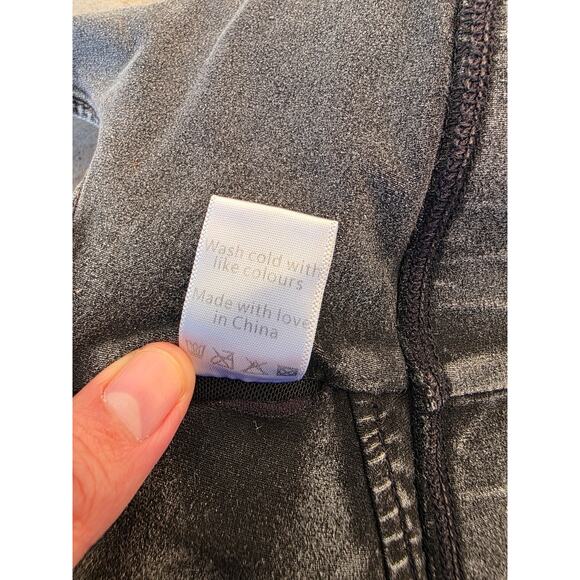 Wash cold with
like colours
Made with love
in China